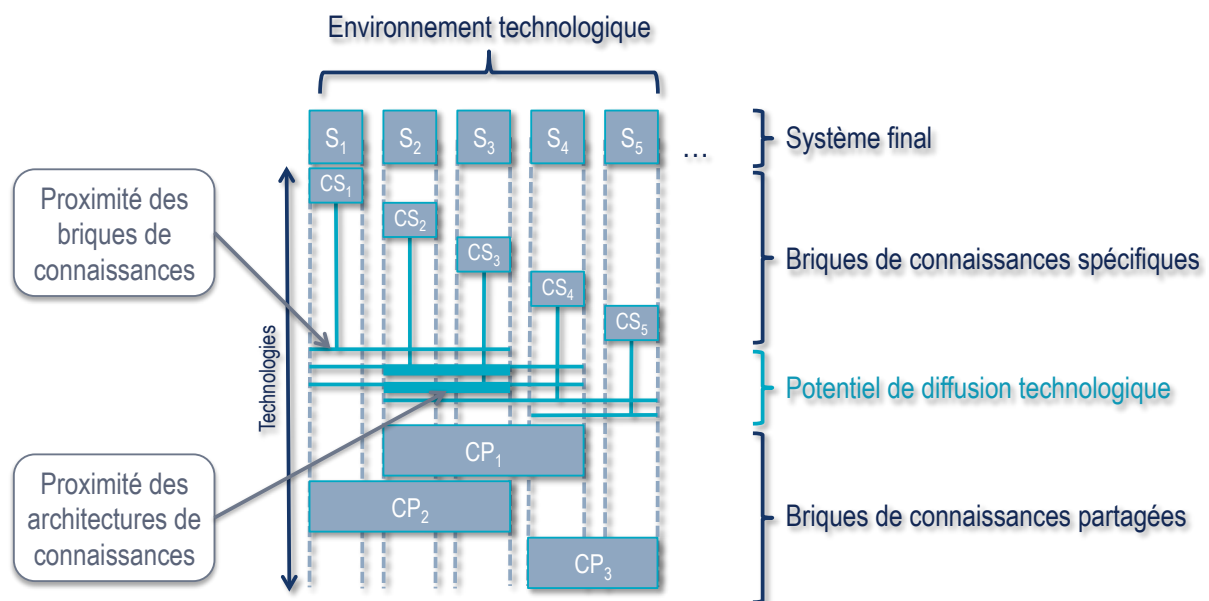 Environnement technologique
S1 S2 S3 S4 S5 ...
Système final
CS1
Proximité des
briques de
connaissances
CS2
CS3
Briques de connaissances spécifiques
CS4
CS5
Technologies
Potentiel de diffusion technologique
CP1
Proximité des
architectures de
connaissances
CP2
Briques de connaissances partagées
CP3